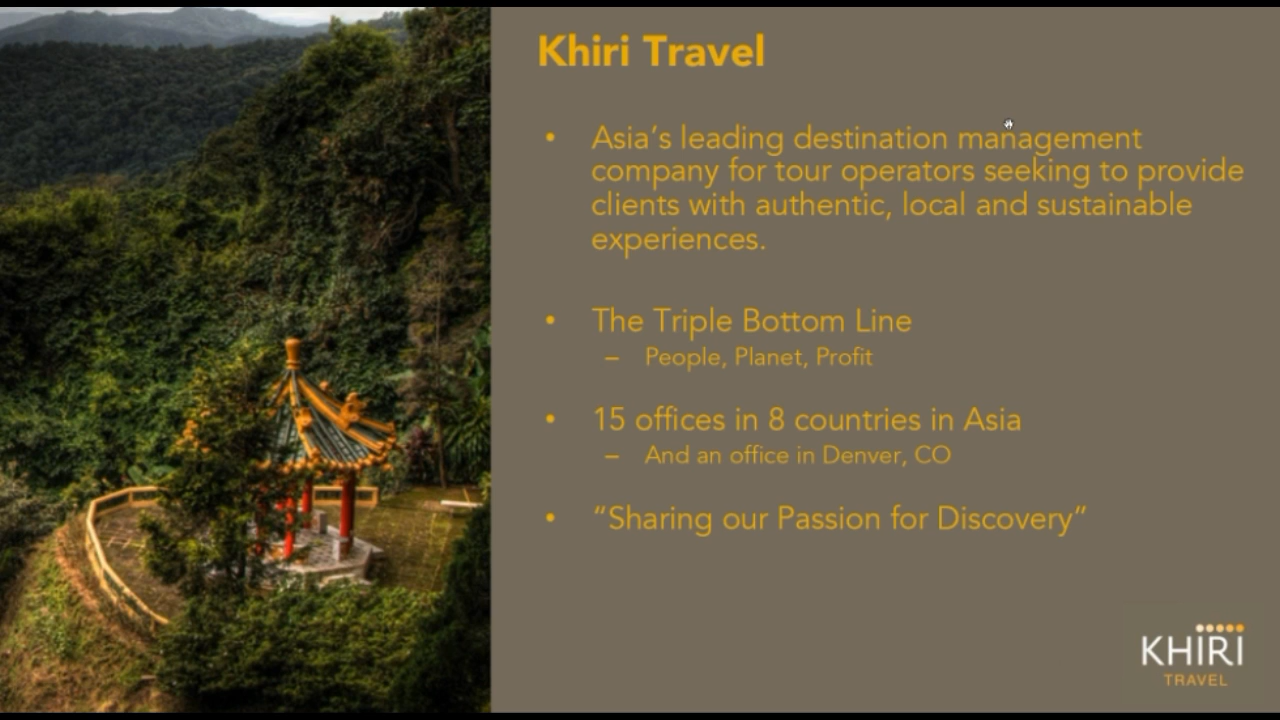 Khiri Travel
• Asia’s leading destination management
company for tour operators seeking to provide
clients with authentic, local and sustainable
experiences.
• The Triple Bottom Line
– People, Planet, Profit
• 15 offices in 8 countries in Asia
– And an office in Denver, CO
• “Sharing our Passion for Discovery”
KHIRI
TRAVEL